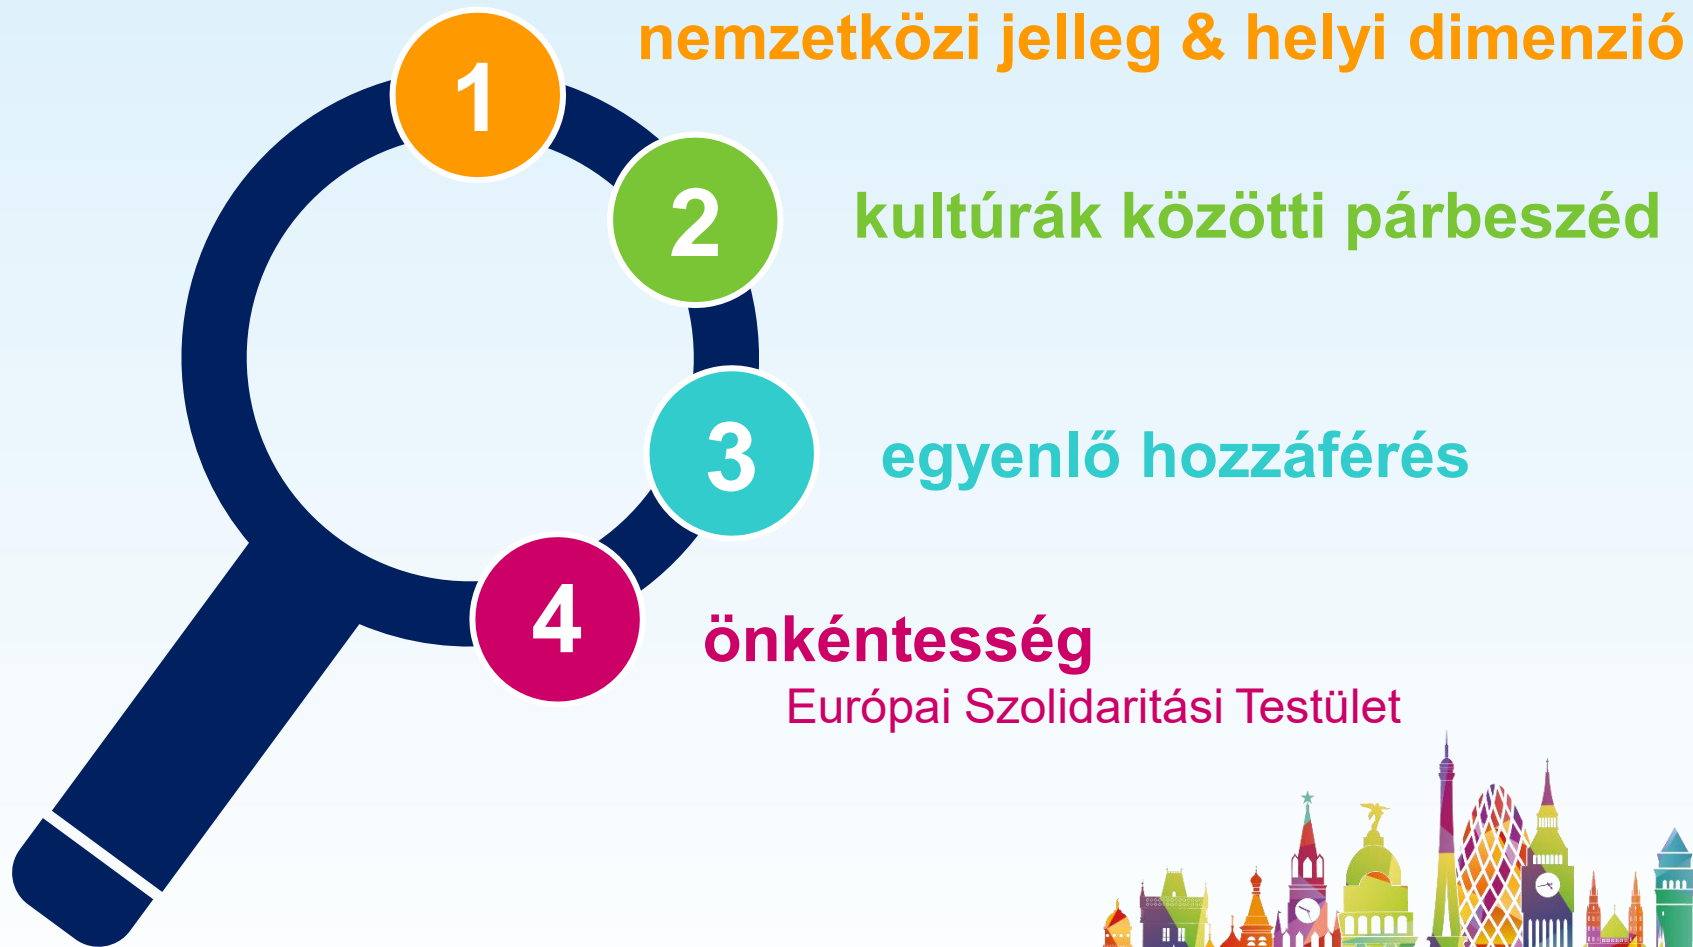 1
nemzetközi jelleg & helyi dimenzió
2
kultúrák közötti párbeszéd
3
egyenlő hozzáférés
4
önkéntesség
Európai Szolidaritási Testület